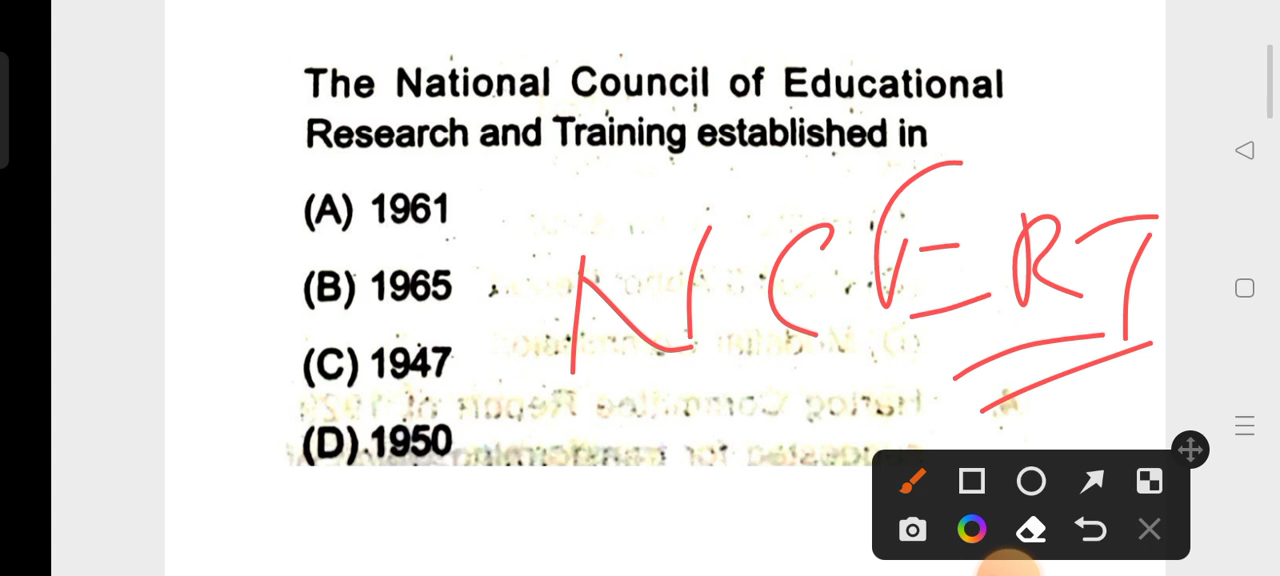 The National Council of Educational
Research and Training established in
(A) 1961
(B) 1965
(C) 1947
(D) 1950
NCERT